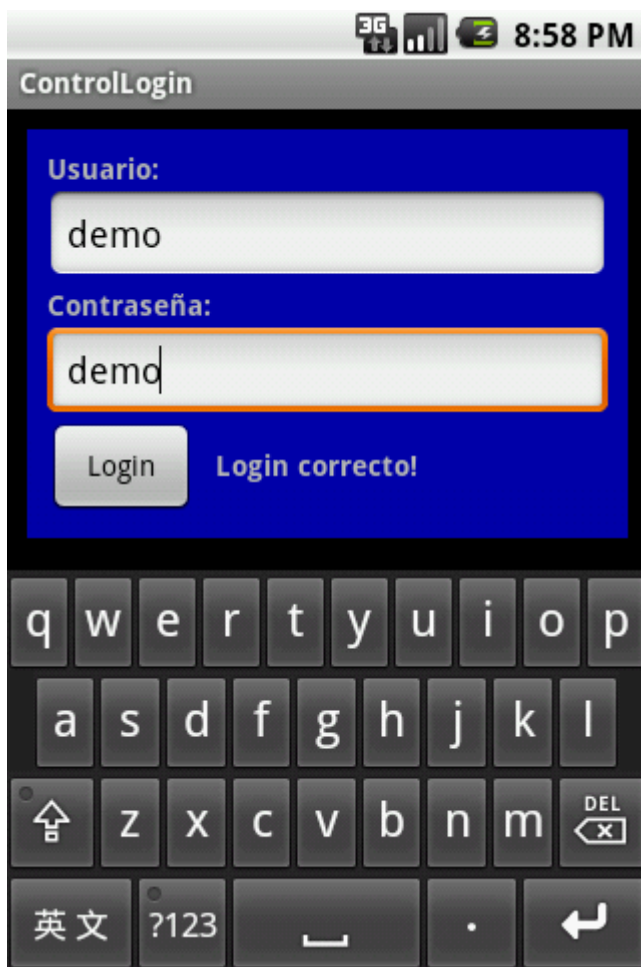 3G 8:58 PM
ControlLogin
Usuario:
demo
Contraseña:
demo
Login Login correcto!
q w e r t y u i o p
a s d f g h j k l
z x c v b n m DEL
英文 ?123 .